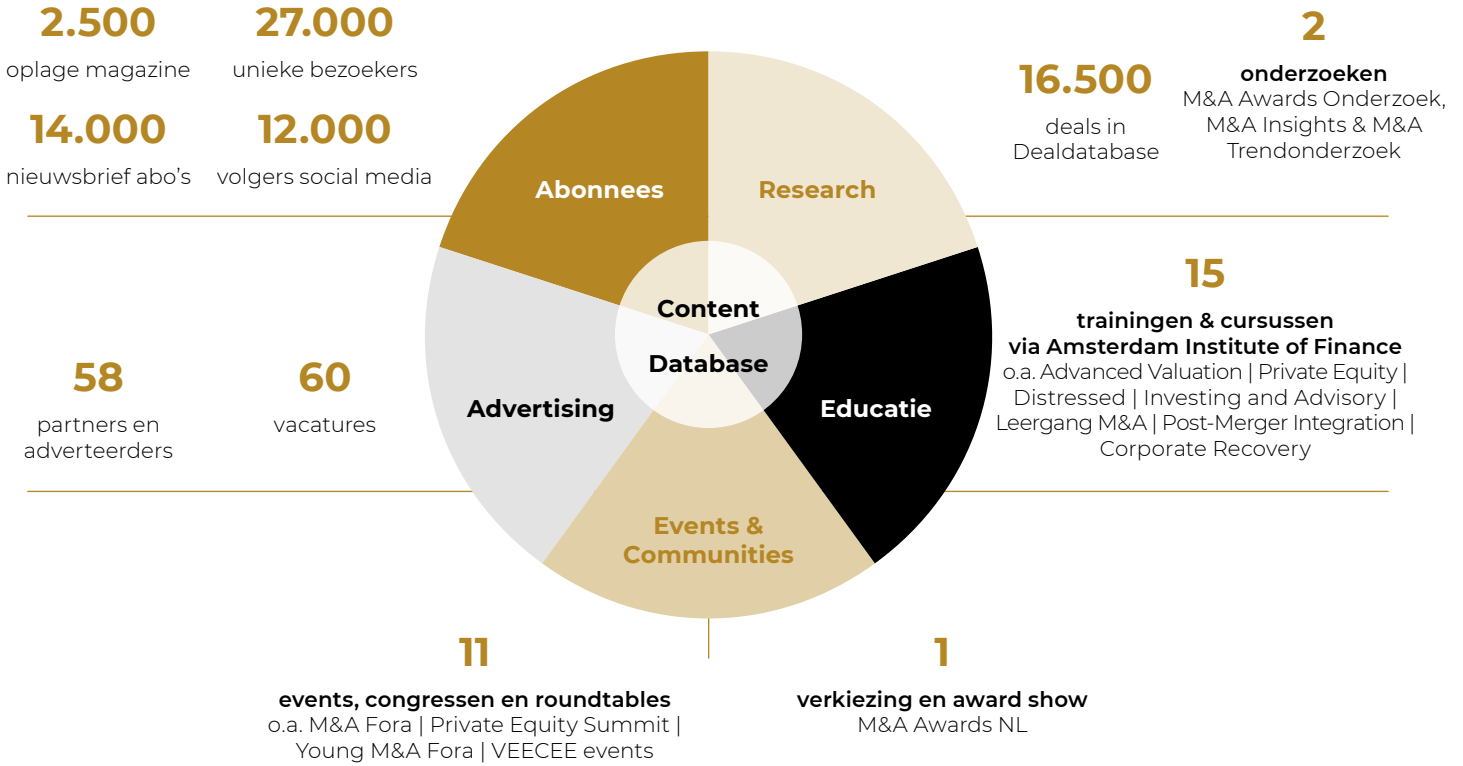 2.500
oplage magazine
27.000
unieke bezoekers
14.000
nieuwsbrief abo’s
12.000
volgers social media
16.500
deals in
Dealdatabase
2
onderzoeken
M&A Awards Onderzoek,
M&A Insights & M&A
Trendonderzoek
Abonnees
Research
Content
Database
Advertising
Educatie
Events &
Communities
58
partners en
adverteerders
60
vacatures
15
trainingen & cursussen
via Amsterdam Institute of Finance
o.a. Advanced Valuation | Private Equity |
Distressed | Investing and Advisory |
Leergang M&A | Post-Merger Integration |
Corporate Recovery
11
events, congressen en roundtables
o.a. M&A Fora | Private Equity Summit |
Young M&A Fora | VEECEE events
1
verkiezing en award show
M&A Awards NL